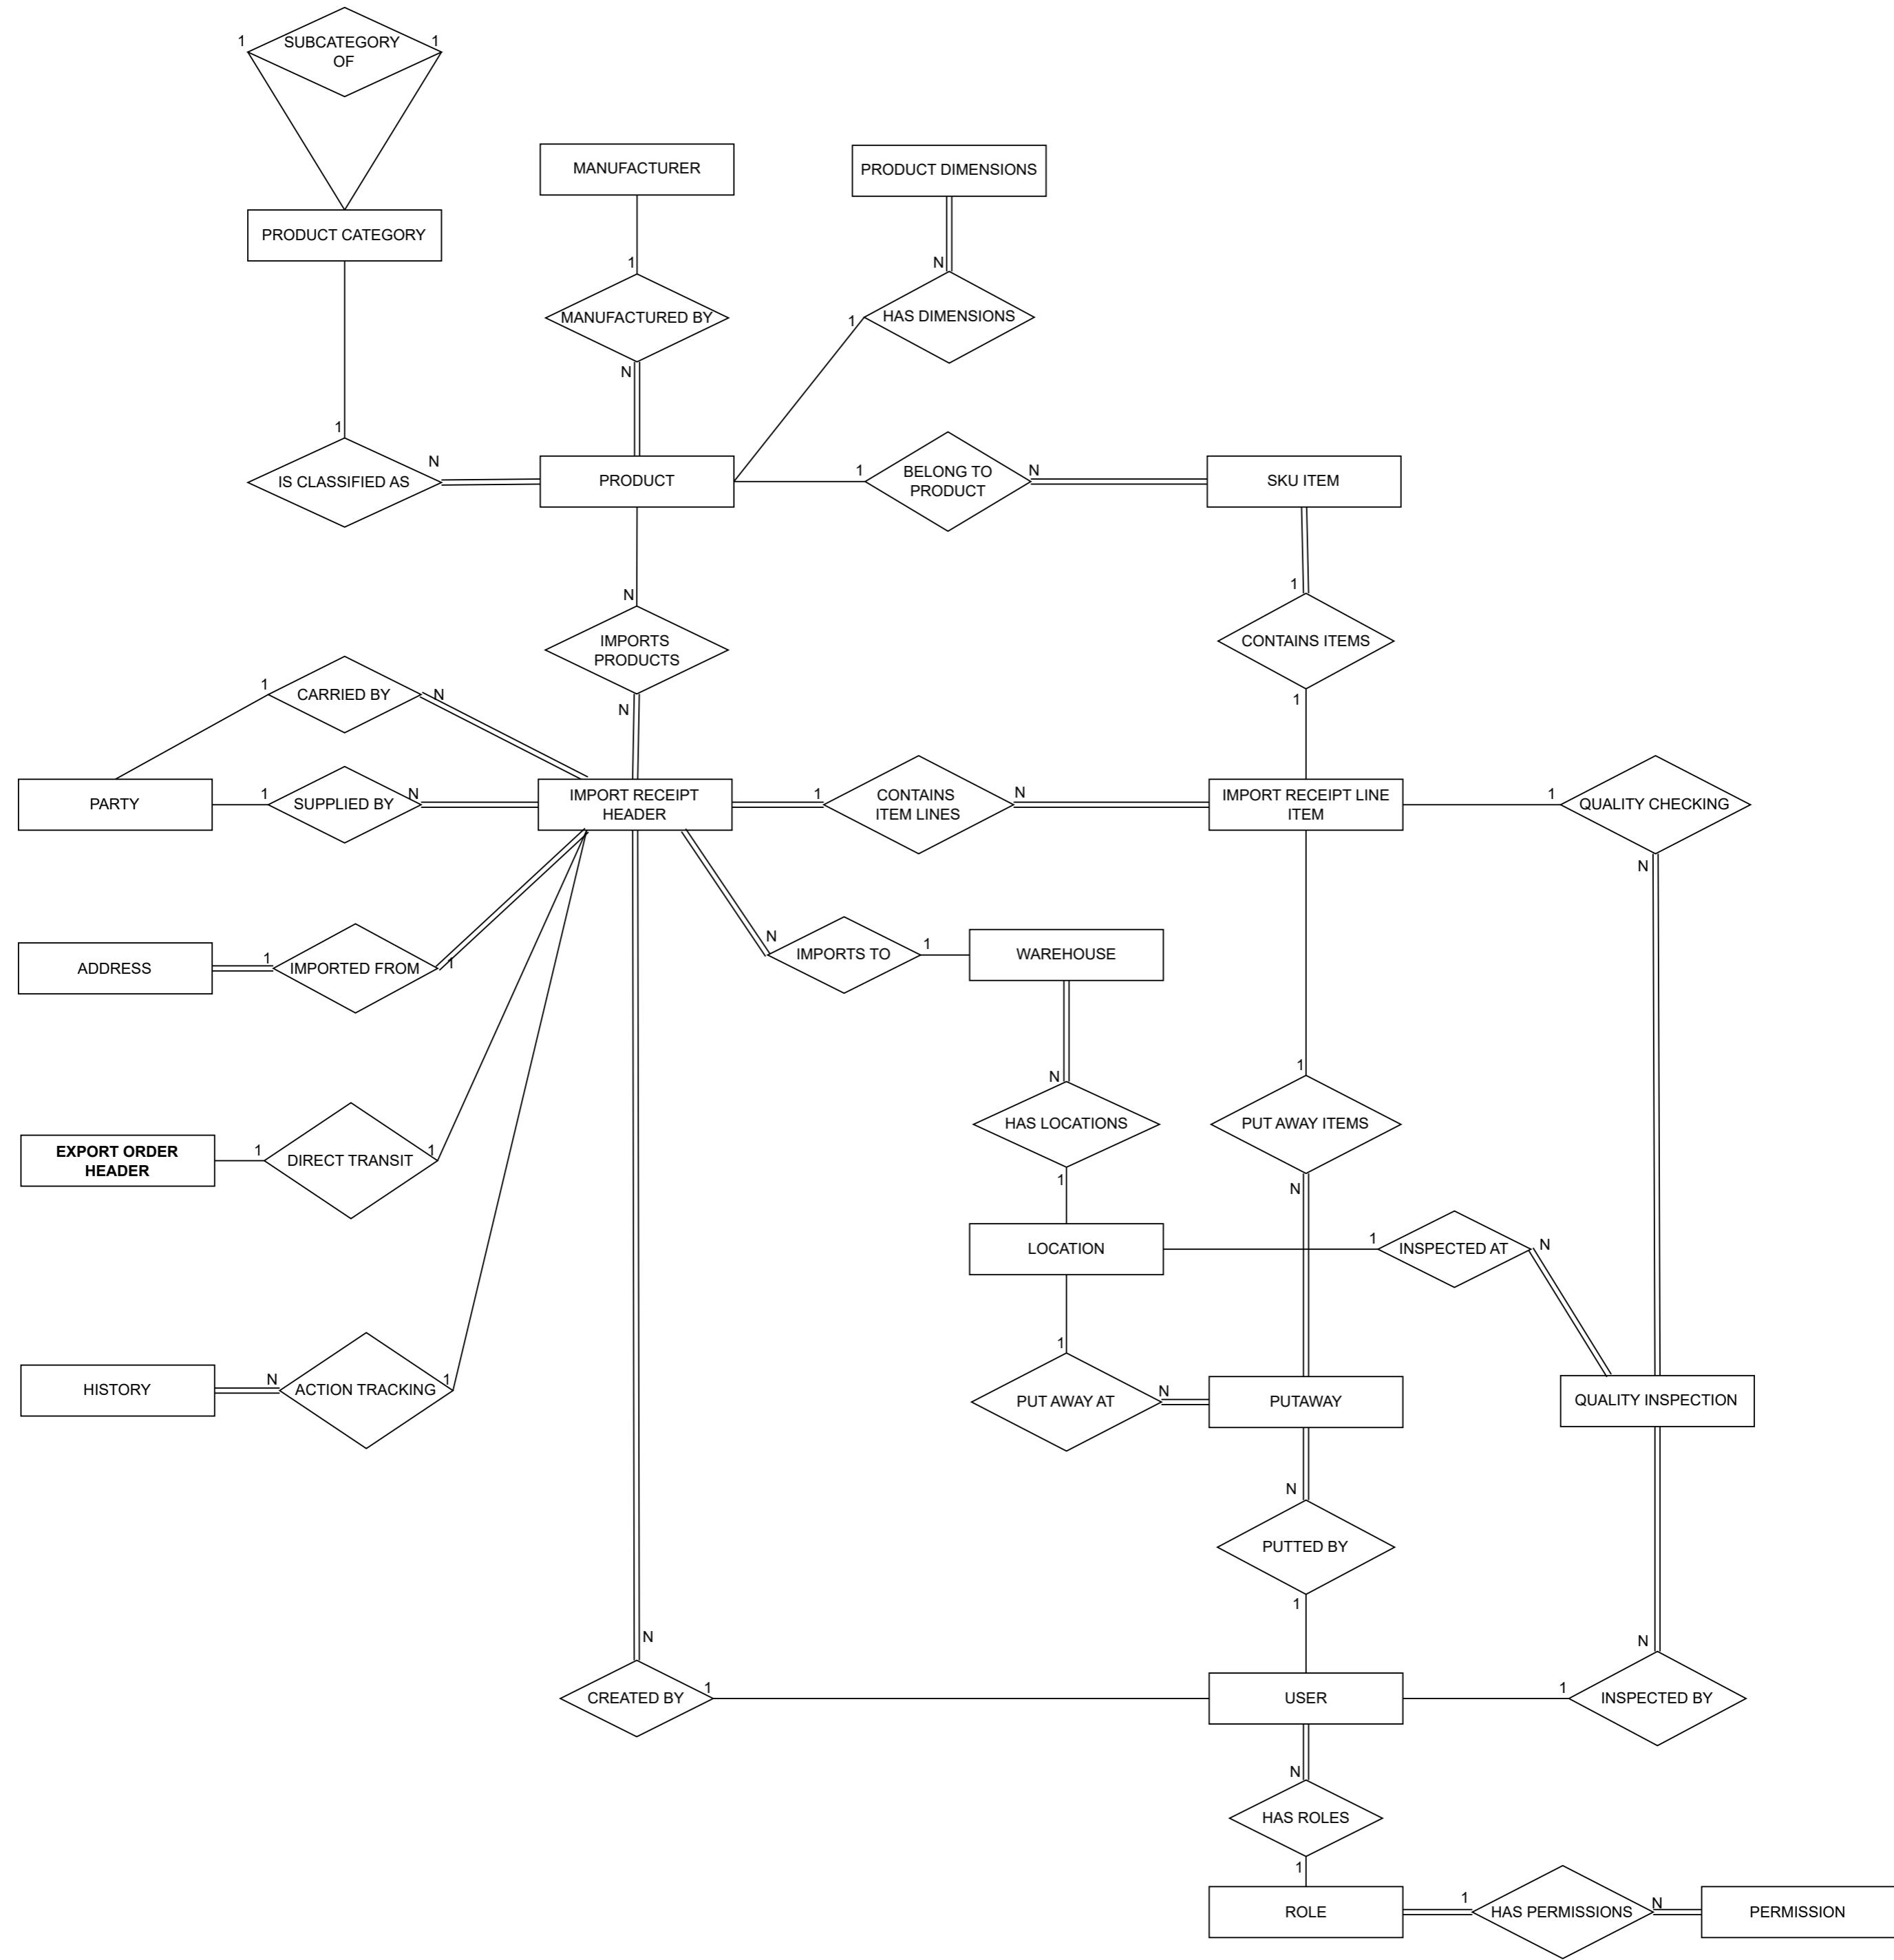 1
SUBCATEGORY
OF
1
MANUFACTURER
PRODUCT DIMENSIONS
PRODUCT CATEGORY
1
N
MANUFACTURED BY
1
HAS DIMENSIONS
N
1
IS CLASSIFIED AS
N
PRODUCT
1
BELONG TO
PRODUCT
N
SKU ITEM
N
1
IMPORTS
PRODUCTS
CONTAINS ITEMS
1
CARRIED BY
N
N
1
PARTY
1
SUPPLIED BY
N
IMPORT RECEIPT
HEADER
1
CONTAINS
ITEM LINES
N
IMPORT RECEIPT LINE
ITEM
1
QUALITY CHECKING
N
ADDRESS
1
IMPORTED FROM
1
N
IMPORTS TO
1
WAREHOUSE
N
1
HAS LOCATIONS
PUT AWAY ITEMS
EXPORT ORDER
HEADER
1
DIRECT TRANSIT
1
1
N
LOCATION
1
INSPECTED AT
N
1
HISTORY
N
ACTION TRACKING
1
PUT AWAY AT
N
PUTAWAY
QUALITY INSPECTION
N
PUTTED BY
1
N
N
CREATED BY
1
USER
1
INSPECTED BY
N
HAS ROLES
1
ROLE
1
HAS PERMISSIONS
N
PERMISSION